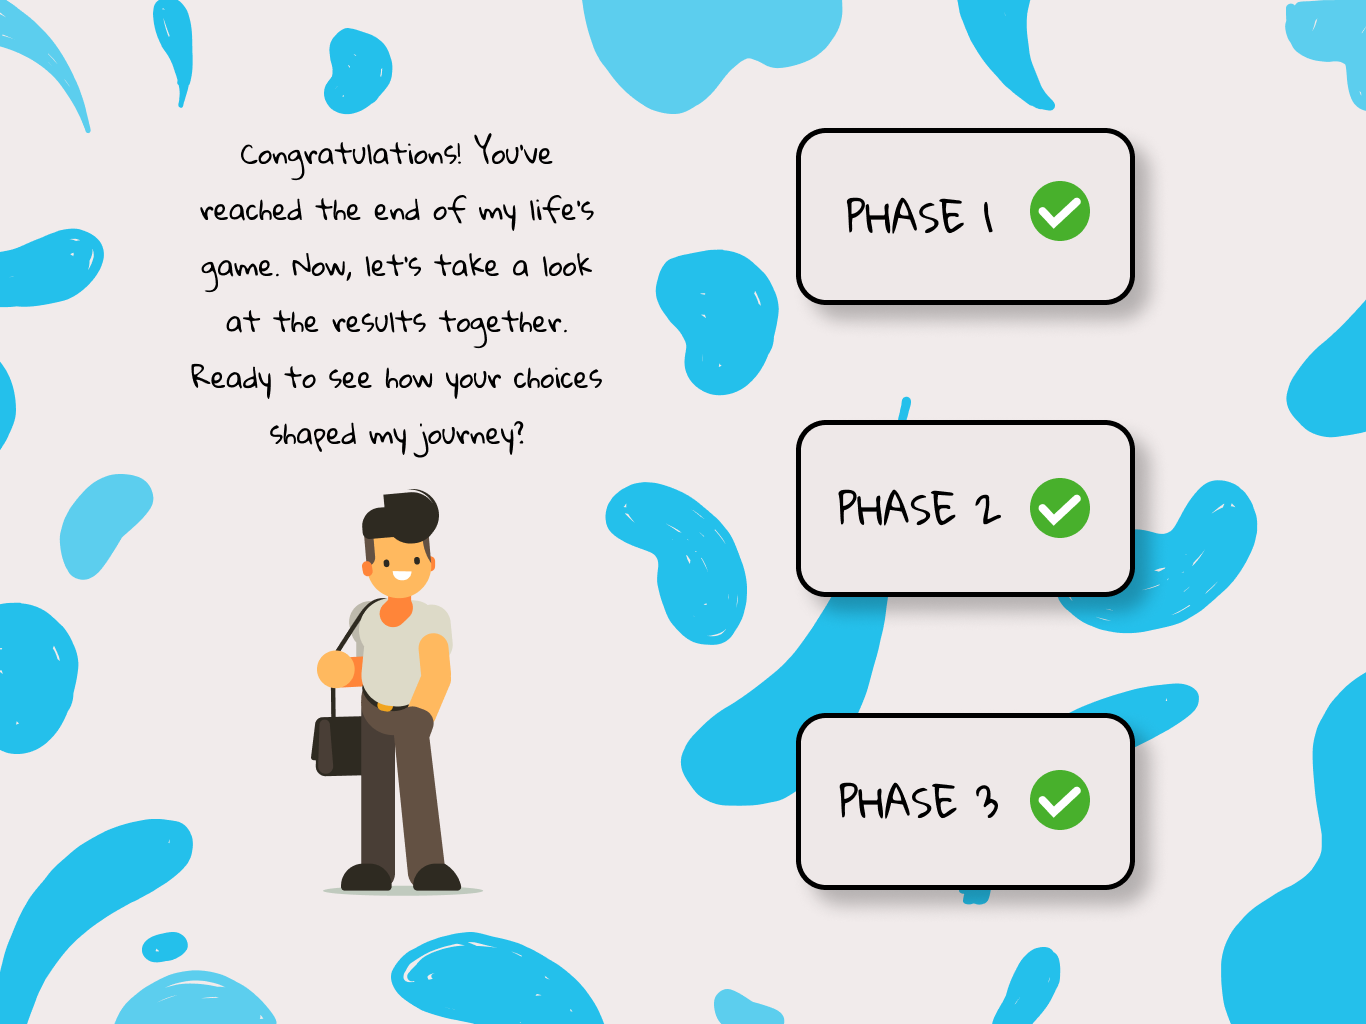 Congratulations! You've
reached the end of my life's
game. Now, let's take a look
at the results together.
Ready to see how your choices
shaped my journey?
PHASE 1
PHASE 2
PHASE 3